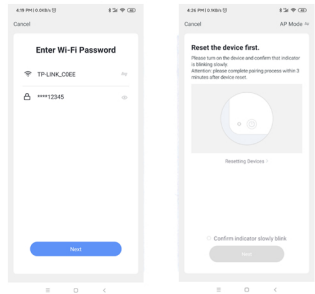 4:19 PM | 0.0KB/s
Cancel
Enter Wi-Fi Password
TP-LINK_C0EE
****12345
Next
4:26 PM | 0.1KB/s
Cancel
AP Mode
Reset the device first.
Please turn on the device and confirm that indicator
is blinking slowly.
Attention: please complete pairing process within 3
minutes after device reset.
Resetting Devices >
Confirm indicator slowly blink
Next